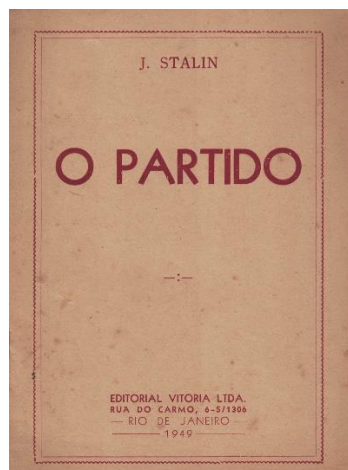 J. STALIN
O PARTIDO
—:—
EDITORIAL VITORIA LTDA.
RUA DO CARMO, 6-S/1306
— RIO DE JANEIRO —
— 1949 —